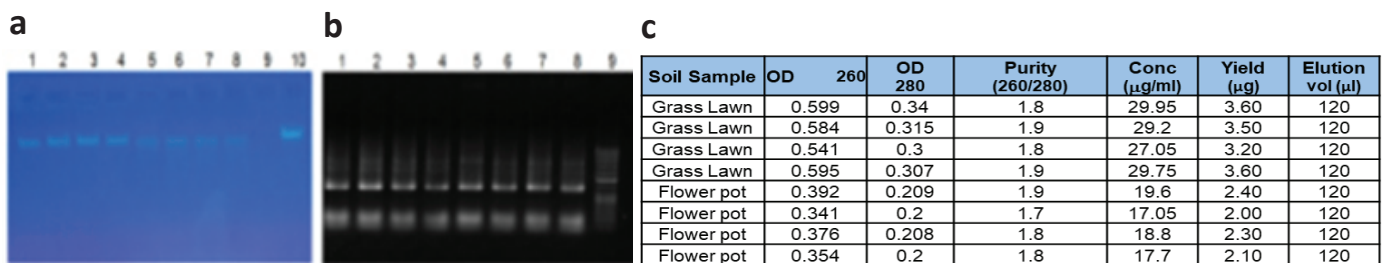 a
1 2 3 4 5 6 7 8 9 10
b
1 2 3 4 5 6 7 8 9
c
Soil Sample OD 260 OD 280 Purity (260/280) Conc (µg/ml) Yield (µg) Elution vol (µl)
Grass Lawn 0.599 0.34 1.8 29.95 3.60 120
Grass Lawn 0.584 0.315 1.9 29.2 3.50 120
Grass Lawn 0.541 0.3 1.8 27.05 3.20 120
Grass Lawn 0.595 0.307 1.9 29.75 3.60 120
Flower pot 0.392 0.209 1.9 19.6 2.40 120
Flower pot 0.341 0.2 1.7 17.05 2.00 120
Flower pot 0.376 0.208 1.8 18.8 2.30 120
Flower pot 0.354 0.2 1.8 17.7 2.10 120